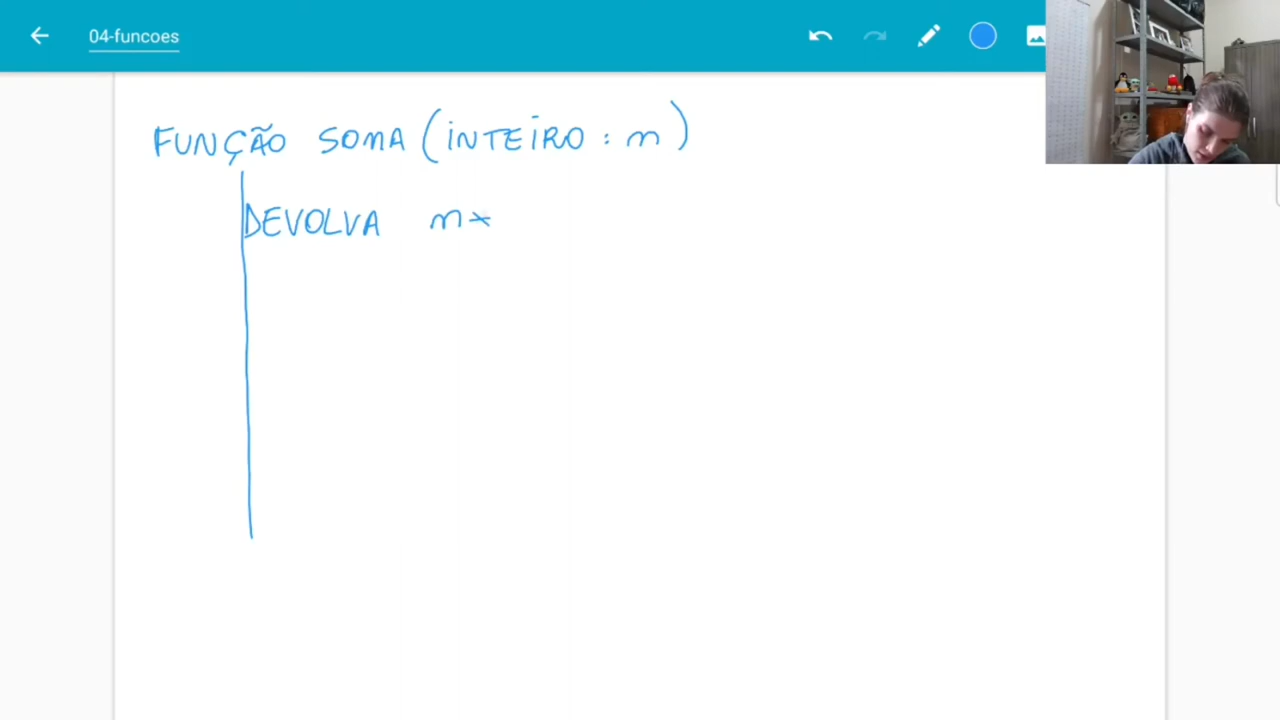 04-funcoes
FUNÇÃO SOMA (INTEIRO : n)
DEVOLVA n*